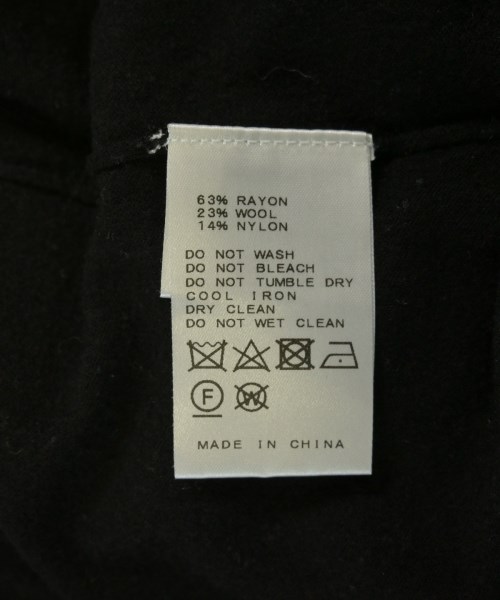 63% RAYON
23% WOOL
14% NYLON
DO NOT WASH
DO NOT BLEACH
DO NOT TUMBLE DRY
COOL IRON
DRY CLEAN
DO NOT WET CLEAN
F W
MADE IN CHINA